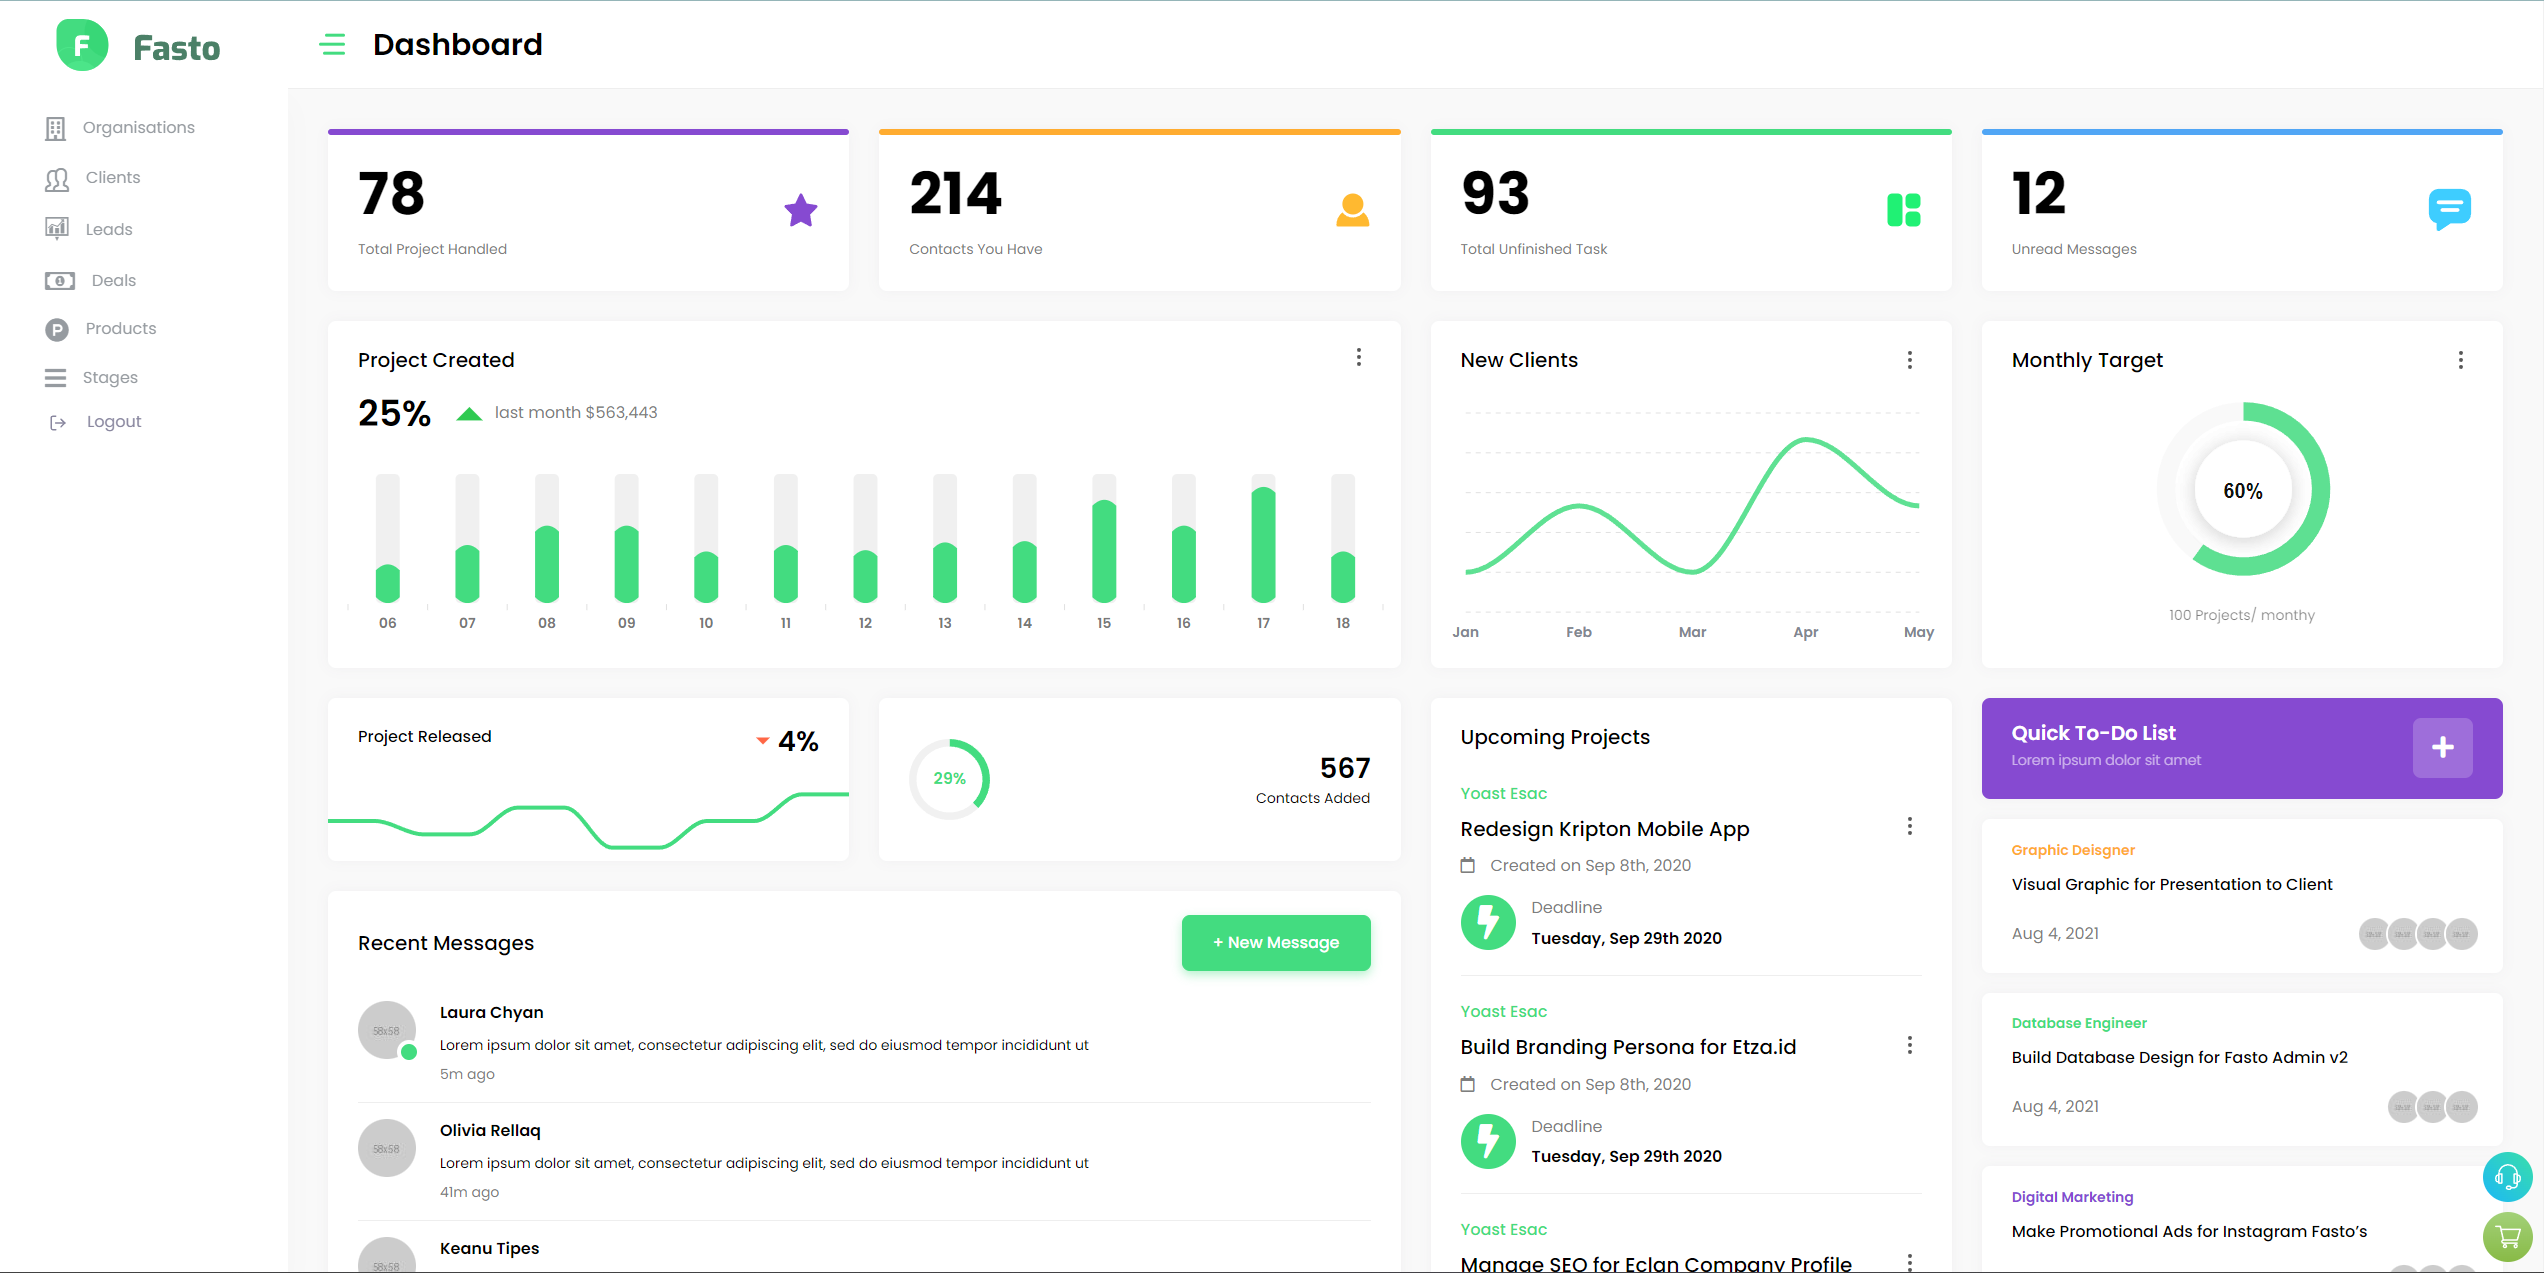 F Fasto
Dashboard
Organisations
Clients
Leads
Deals
Products
Stages
Logout
78
Total Project Handled
214
Contacts You Have
93
Total Unfinished Task
12
Unread Messages
Project Created
25% last month $563,443
06 07 08 09 10 11 12 13 14 15 16 17 18
New Clients
Jan Feb Mar Apr May
Monthly Target
60%
100 Projects/ monthy
Project Released
4%
29%
567
Contacts Added
Recent Messages
+ New Message
58x58
Laura Chyan
Lorem ipsum dolor sit amet, consectetur adipiscing elit, sed do eiusmod tempor incididunt ut
5m ago
58x58
Olivia Rellaq
Lorem ipsum dolor sit amet, consectetur adipiscing elit, sed do eiusmod tempor incididunt ut
41m ago
58x58
Keanu Tipes
Upcoming Projects
Yoast Esac
Redesign Kripton Mobile App
Created on Sep 8th, 2020
Deadline
Tuesday, Sep 29th 2020
Yoast Esac
Build Branding Persona for Etza.id
Created on Sep 8th, 2020
Deadline
Tuesday, Sep 29th 2020
Yoast Esac
Manage SEO for Eclan Company Profile
Quick To-Do List
Lorem ipsum dolor sit amet
Graphic Deisgner
Visual Graphic for Presentation to Client
Aug 4, 2021
Database Engineer
Build Database Design for Fasto Admin v2
Aug 4, 2021
Digital Marketing
Make Promotional Ads for Instagram Fasto’s